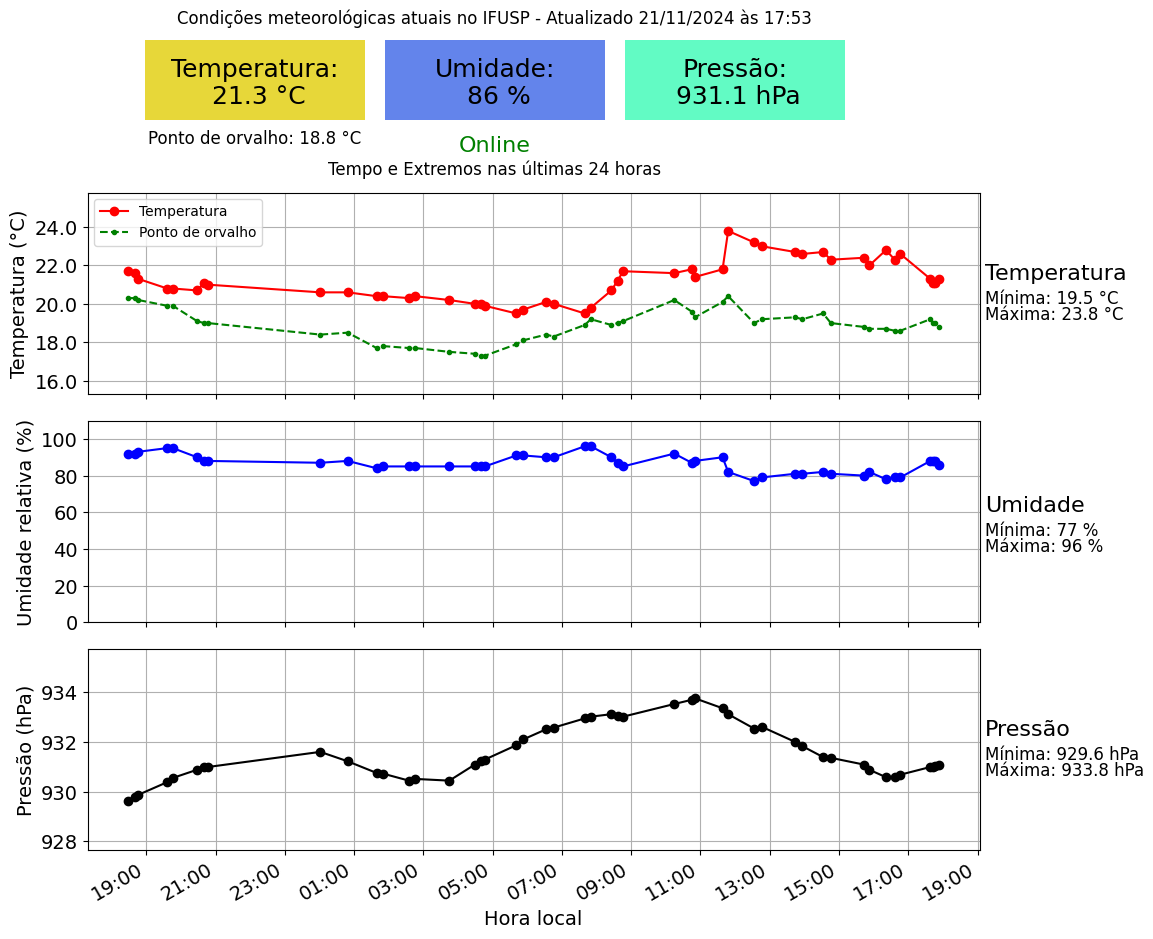 Condições meteorológicas atuais no IFUSP - Atualizado 21/11/2024 às 17:53
Temperatura:
21.3 °C
Umidade:
86 %
Pressão:
931.1 hPa
Ponto de orvalho: 18.8 °C
Online
Tempo e Extremos nas últimas 24 horas
Temperatura (°C)
24.0
22.0
20.0
18.0
16.0
Temperatura
Ponto de orvalho
Temperatura
Mínima: 19.5 °C
Máxima: 23.8 °C
Umidade relativa (%)
100
80
60
40
20
0
Umidade
Mínima: 77 %
Máxima: 96 %
Pressão (hPa)
934
932
930
928
Pressão
Mínima: 929.6 hPa
Máxima: 933.8 hPa
19:00 21:00 23:00 01:00 03:00 05:00 07:00 09:00 11:00 13:00 15:00 17:00 19:00
Hora local